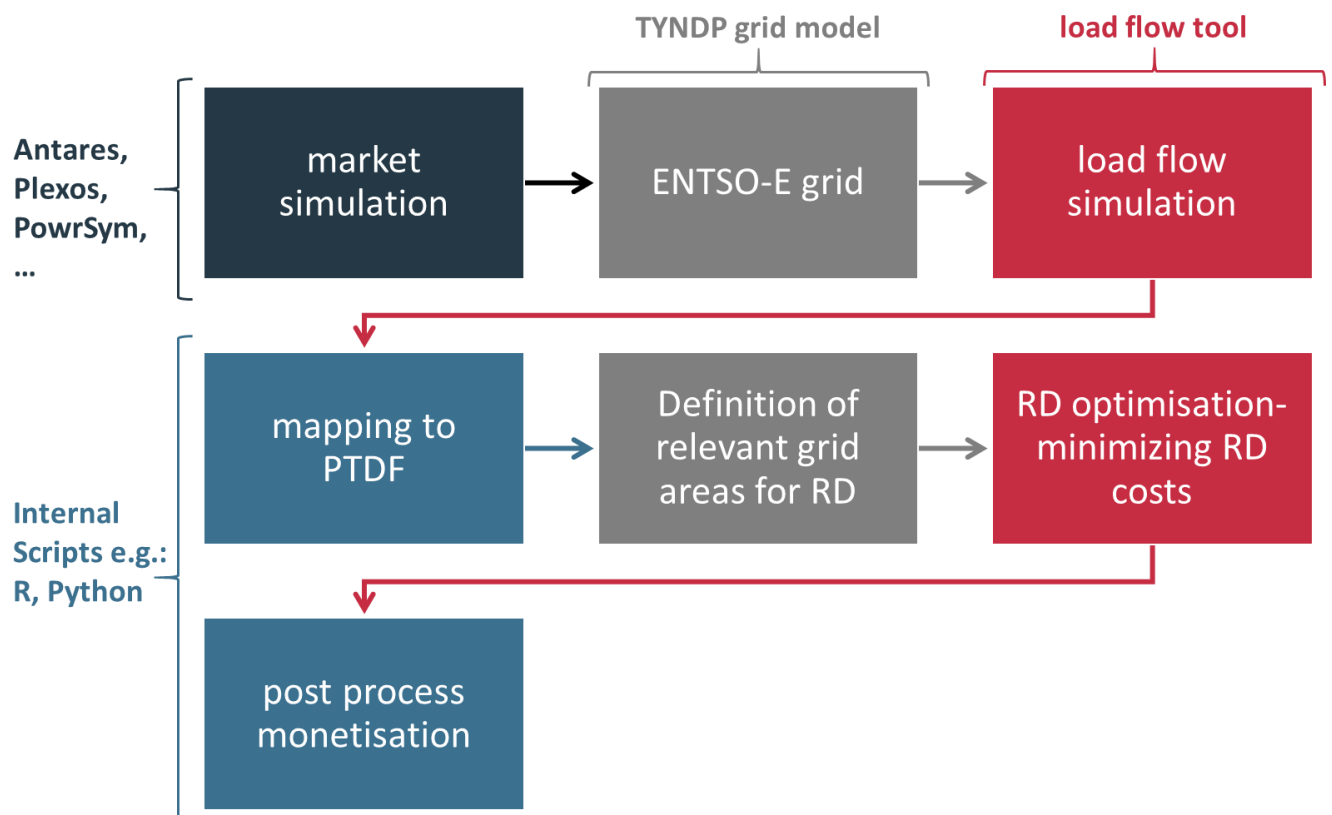 TYNDP grid model
load flow tool
Antares,
Plexos,
PowrSym,
…
market
simulation
ENTSO-E grid
load flow
simulation
Internal
Scripts e.g.:
R, Python
mapping to
PTDF
Definition of
relevant grid
areas for RD
RD optimisation-
minimizing RD
costs
post process
monetisation